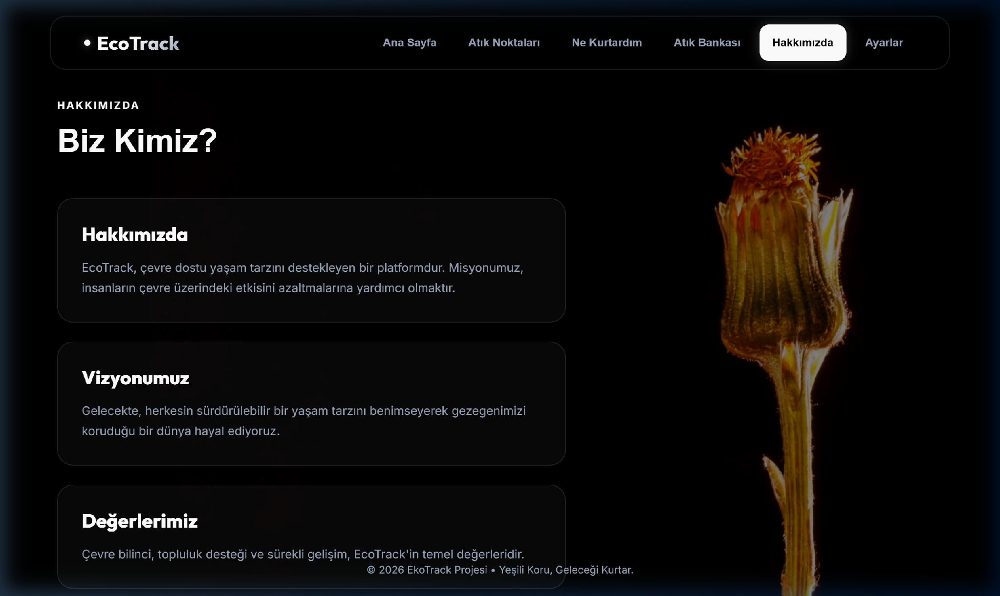 EcoTrack
Ana Sayfa
Atık Noktaları
Ne Kurtardım
Atık Bankası
Hakkımızda
Ayarlar
HAKKIMIZDA
Biz Kimiz?
Hakkımızda
EcoTrack, çevre dostu yaşam tarzını destekleyen bir platformdur. Misyonumuz,
insanların çevre üzerindeki etkisini azaltmalarına yardımcı olmaktır.
Vizyonumuz
Gelecekte, herkesin sürdürülebilir bir yaşam tarzını benimseyerek gezegenimizi
koruduğu bir dünya hayal ediyoruz.
Değerlerimiz
Çevre bilinci, topluluk desteği ve sürekli gelişim, EcoTrack'in temel değerleridir.
© 2026 EkoTrack Projesi • Yeşili Koru, Geleceği Kurtar.